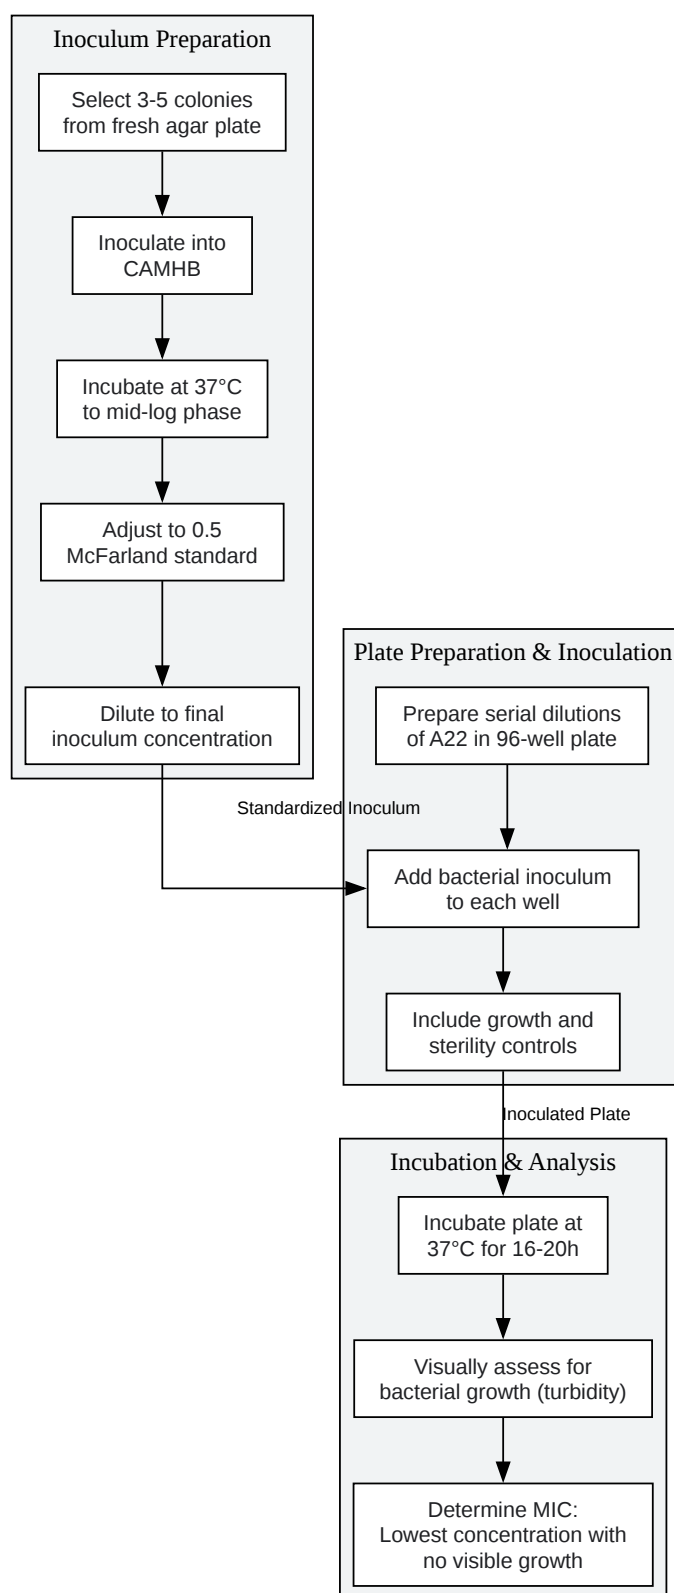 Inoculum Preparation
Select 3-5 colonies
from fresh agar plate
Inoculate into
CAMHB
Incubate at 37°C
to mid-log phase
Adjust to 0.5
McFarland standard
Dilute to final
inoculum concentration
Standardized Inoculum
Plate Preparation & Inoculation
Prepare serial dilutions
of A22 in 96-well plate
Add bacterial inoculum
to each well
Include growth and
sterility controls
Inoculated Plate
Incubation & Analysis
Incubate plate at
37°C for 16-20h
Visually assess for
bacterial growth (turbidity)
Determine MIC:
Lowest concentration with
no visible growth